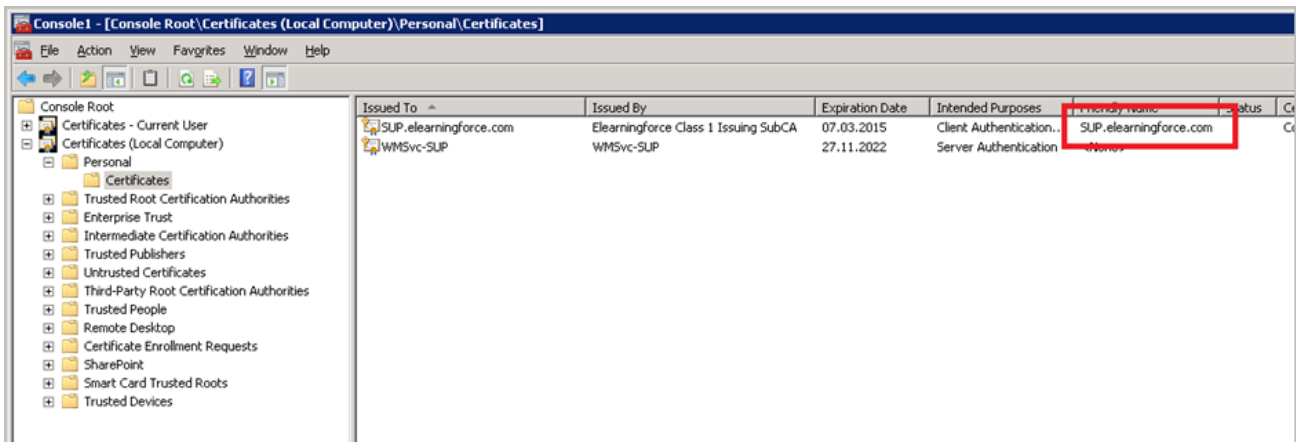 Console1 - [Console Root\Certificates (Local Computer)\Personal\Certificates]
File Action View Favorites Window Help
Console Root
Certificates - Current User
Certificates (Local Computer)
Personal
Certificates
Trusted Root Certification Authorities
Enterprise Trust
Intermediate Certification Authorities
Trusted Publishers
Untrusted Certificates
Third-Party Root Certification Authorities
Trusted People
Remote Desktop
Certificate Enrollment Requests
SharePoint
Smart Card Trusted Roots
Trusted Devices
Issued To Issued By Expiration Date Intended Purposes Friendly Name Status
SUP.elearningforce.com Elearningforce Class 1 Issuing SubCA 07.03.2015 Client Authentication.. SUP.elearningforce.com
WMSvc-SUP WMSvc-SUP 27.11.2022 Server Authentication <None>